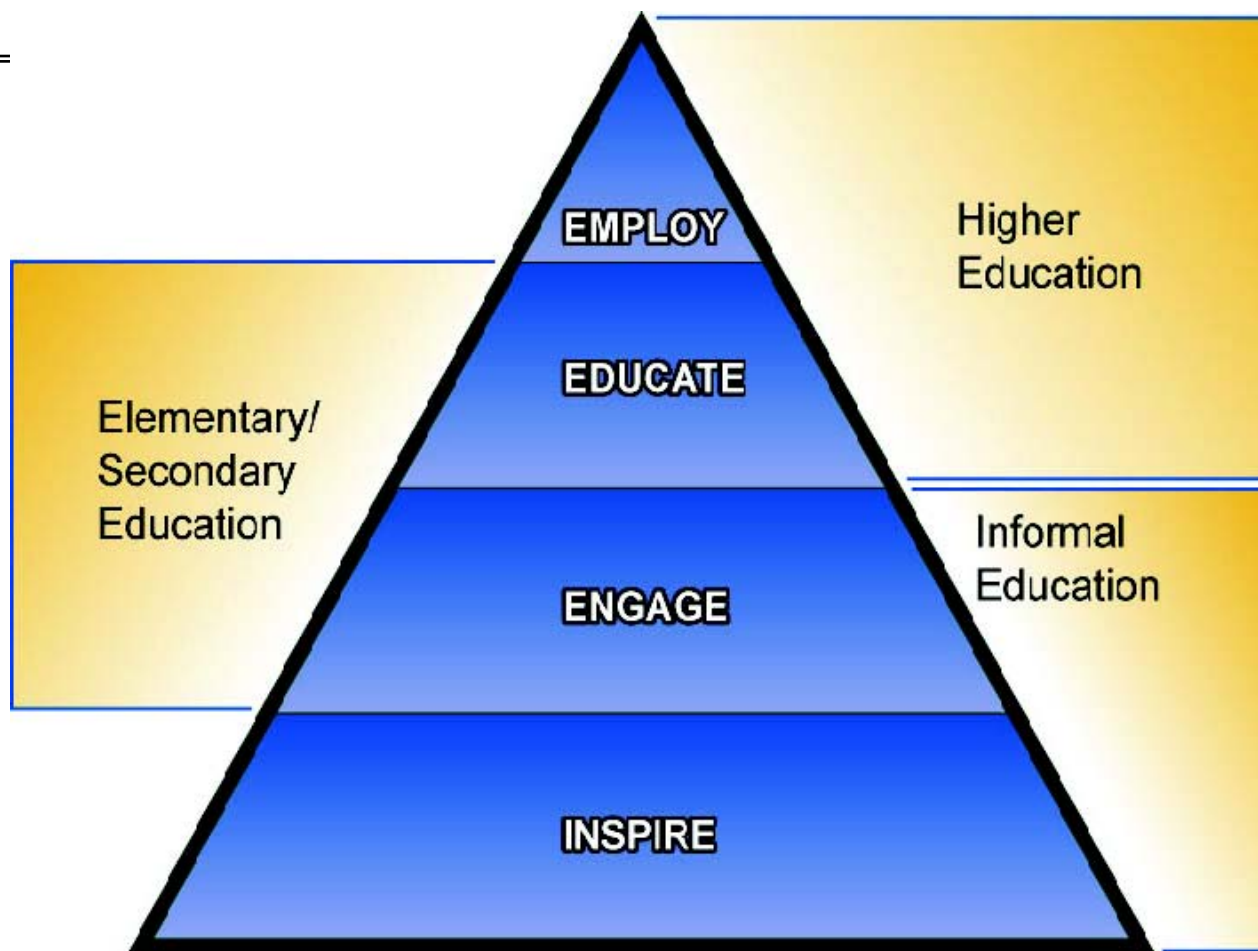 EMPLOY
Higher
Education
EDUCATE
Elementary/
Secondary
Education
Informal
Education
ENGAGE
INSPIRE